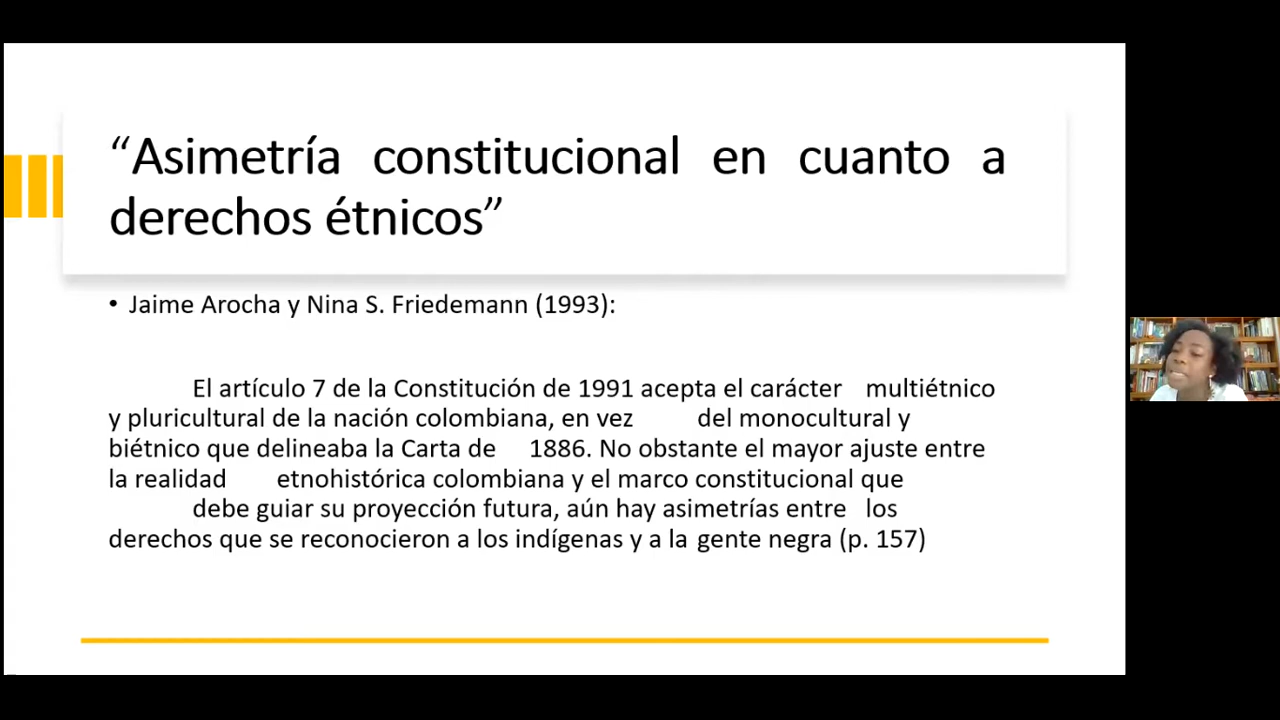 “Asimetría constitucional en cuanto a
derechos étnicos”
• Jaime Arocha y Nina S. Friedemann (1993):
El artículo 7 de la Constitución de 1991 acepta el carácter multiétnico
y pluricultural de la nación colombiana, en vez del monocultural y
biétnico que delineaba la Carta de 1886. No obstante el mayor ajuste entre
la realidad etnohistórica colombiana y el marco constitucional que
debe guiar su proyección futura, aún hay asimetrías entre los
derechos que se reconocieron a los indígenas y a la gente negra (p. 157)